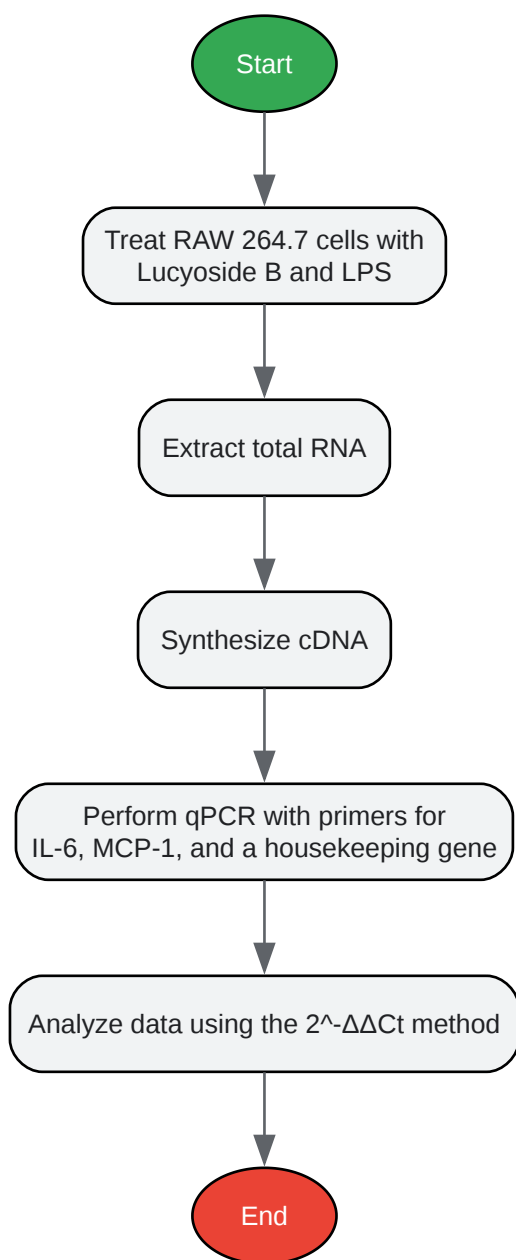 Start
Treat RAW 264.7 cells with
Lucyoside B and LPS
Extract total RNA
Synthesize cDNA
Perform qPCR with primers for
IL-6, MCP-1, and a housekeeping gene
Analyze data using the 2^-ΔΔCt method
End